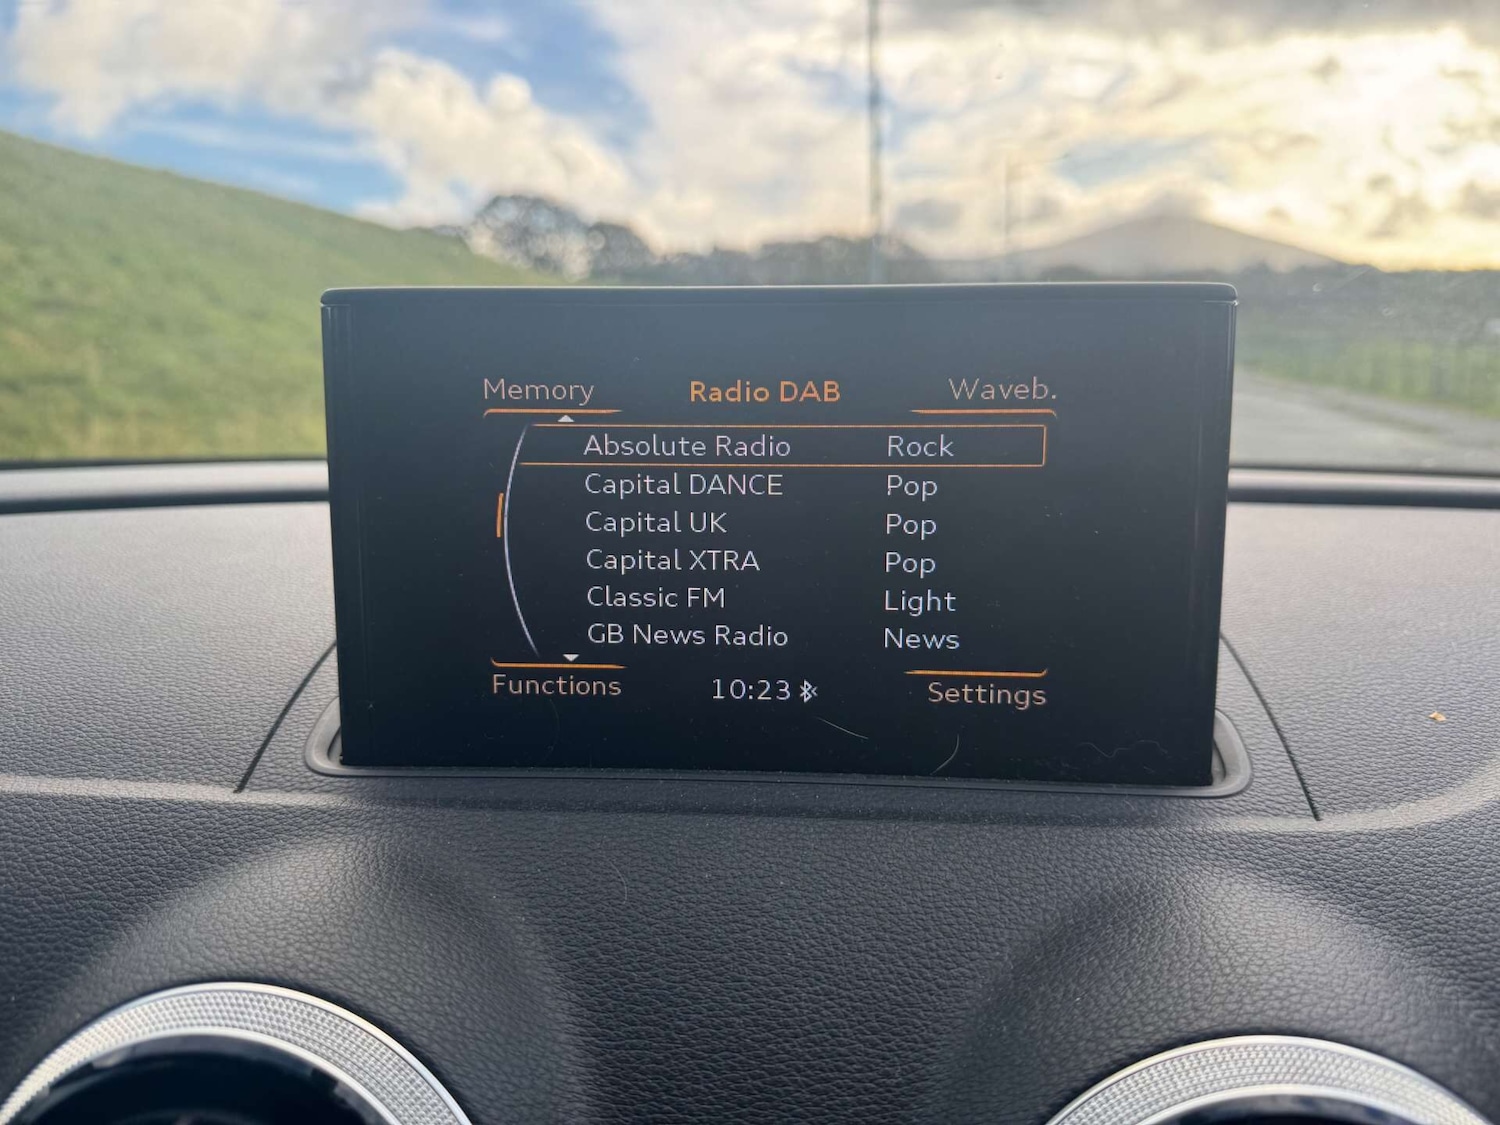 Memory Radio DAB Waveb.
Absolute Radio Rock
Capital DANCE Pop
Capital UK Pop
Capital XTRA Pop
Classic FM Light
GB News Radio News
Functions 10:23 Settings